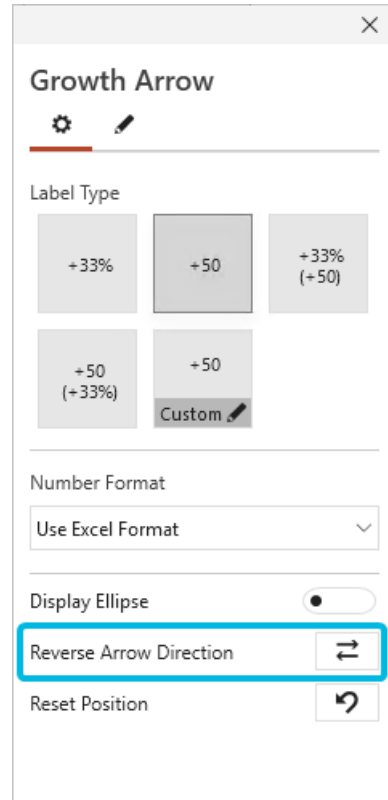 Growth Arrow
Label Type
+33%
+50
+33%
(+50)
+50
(+33%)
+50
Custom
Number Format
Use Excel Format
Display Ellipse
Reverse Arrow Direction
Reset Position